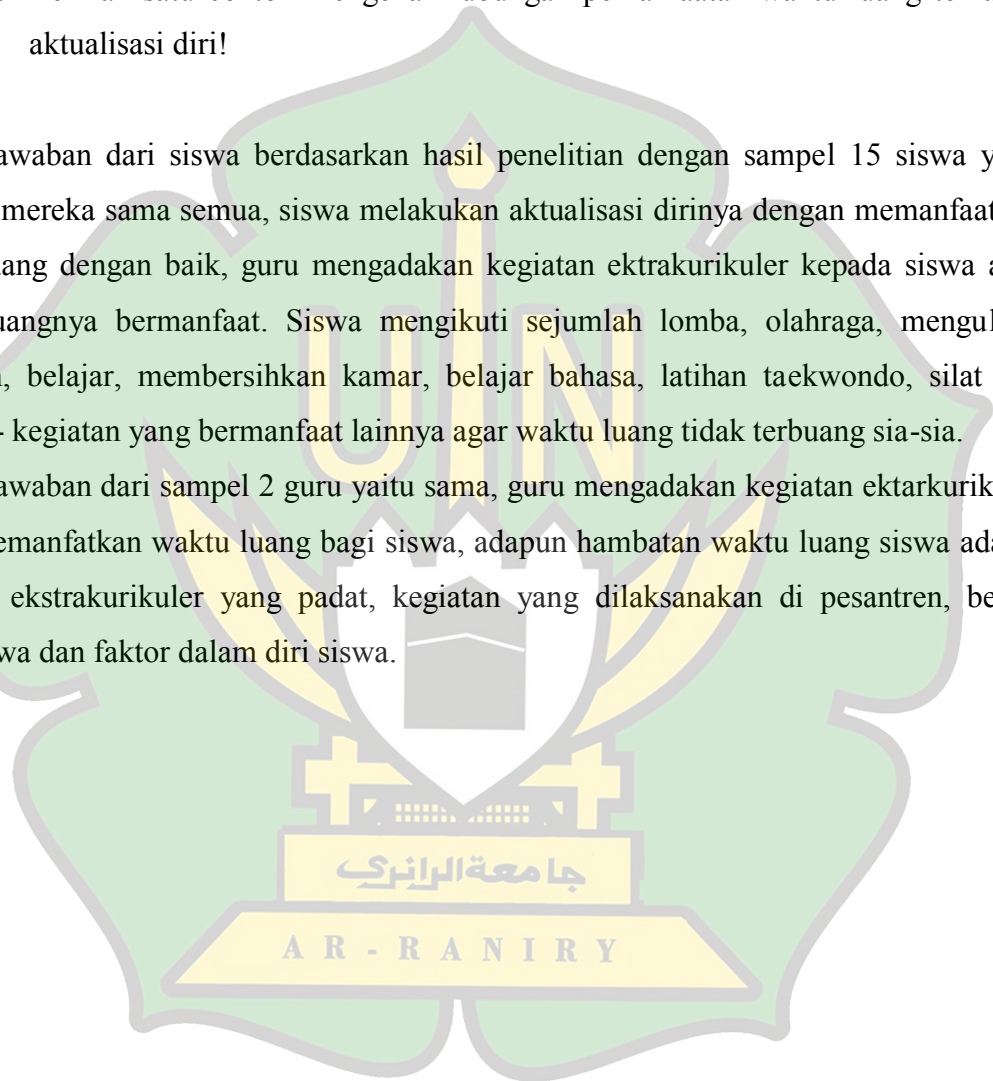 aktualisasi diri!
awaban dari siswa berdasarkan hasil penelitian dengan sampel 15 siswa y
mereka sama semua, siswa melakukan aktualisasi dirinya dengan memanfaat
ang dengan baik, guru mengadakan kegiatan ektrakurikuler kepada siswa a
uangnya bermanfaat. Siswa mengikuti sejumlah lomba, olahraga, mengul
, belajar, membersihkan kamar, belajar bahasa, latihan taekwondo, silat
- kegiatan yang bermanfaat lainnya agar waktu luang tidak terbuang sia-sia.
awaban dari sampel 2 guru yaitu sama, guru mengadakan kegiatan ektarkurik
emanfatkan waktu luang bagi siswa, adapun hambatan waktu luang siswa ada
ekstrakurikuler yang padat, kegiatan yang dilaksanakan di pesantren, be
wa dan faktor dalam diri siswa.
UIN
جامعةالرانري
AR-RANIRY